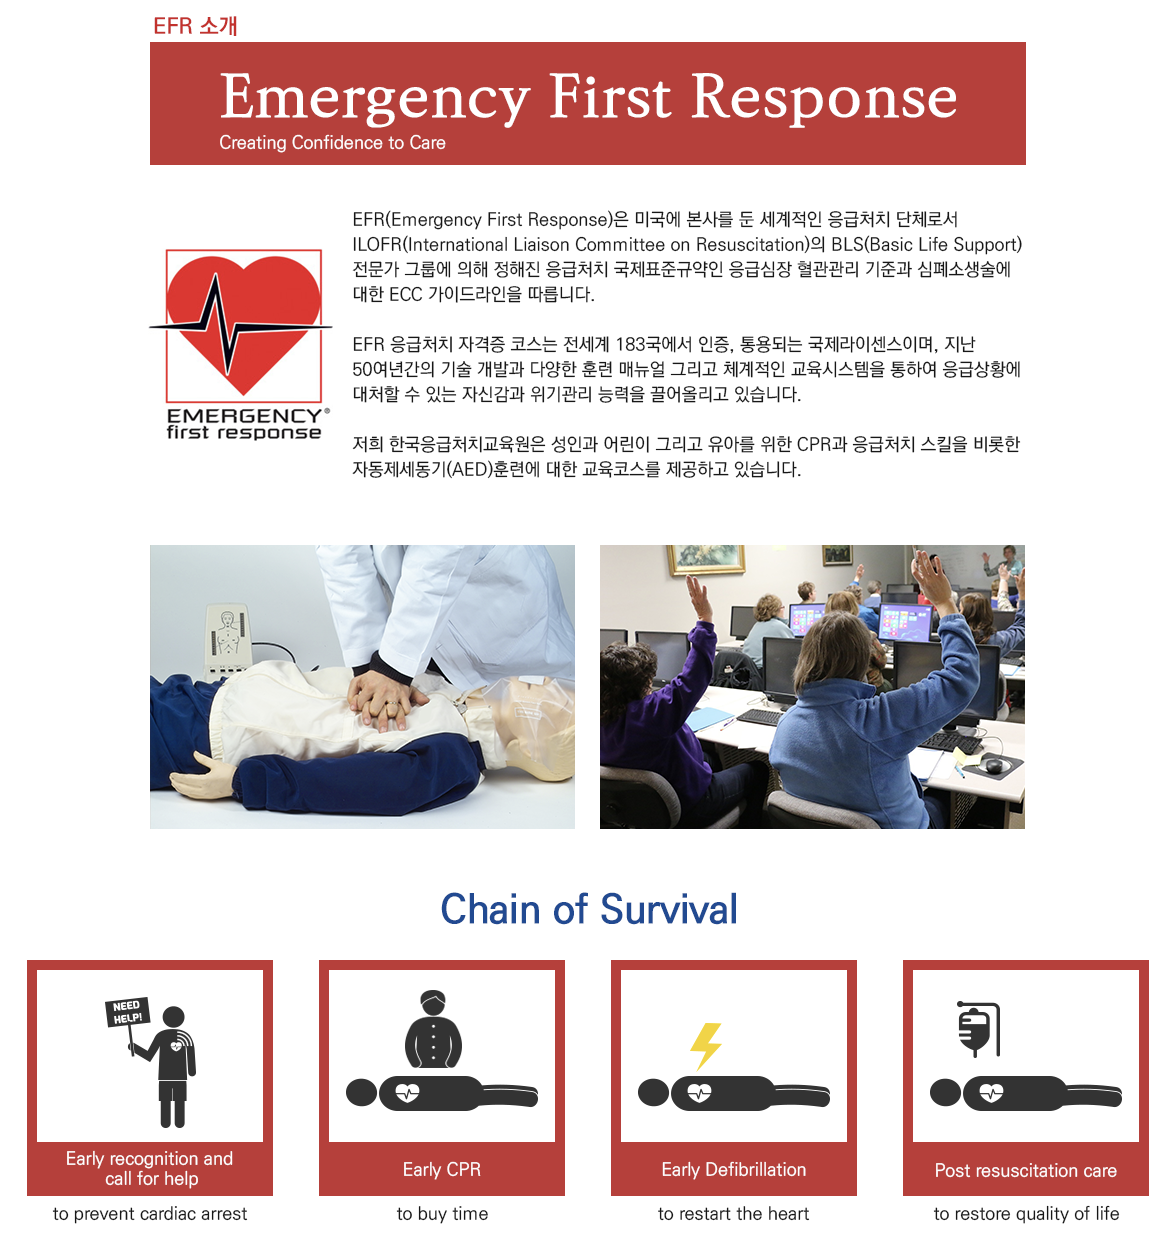 EFR 소개
Emergency First Response
Creating Confidence to Care
EFR(Emergency First Response)은 미국에 본사를 둔 세계적인 응급처치 단체로서
ILOFR(International Liaison Committee on Resuscitation)의 BLS(Basic Life Support)
전문가 그룹에 의해 정해진 응급처치 국제표준규약인 응급심장 혈관관리 기준과 심폐소생술에
대한 ECC 가이드라인을 따릅니다.
EFR 응급처치 자격증 코스는 전세계 183국에서 인증, 통용되는 국제라이센스이며, 지난
50여년간의 기술 개발과 다양한 훈련 매뉴얼 그리고 체계적인 교육시스템을 통하여 응급상황에
대처할 수 있는 자신감과 위기관리 능력을 끌어올리고 있습니다.
저희 한국응급처치교육원은 성인과 어린이 그리고 유아를 위한 CPR과 응급처치 스킬을 비롯한
자동제세동기(AED)훈련에 대한 교육코스를 제공하고 있습니다.
EMERGENCY®
first response
Chain of Survival
NEED
HELP!
Early recognition and
call for help
to prevent cardiac arrest
Early CPR
to buy time
Early Defibrillation
to restart the heart
Post resuscitation care
to restore quality of life